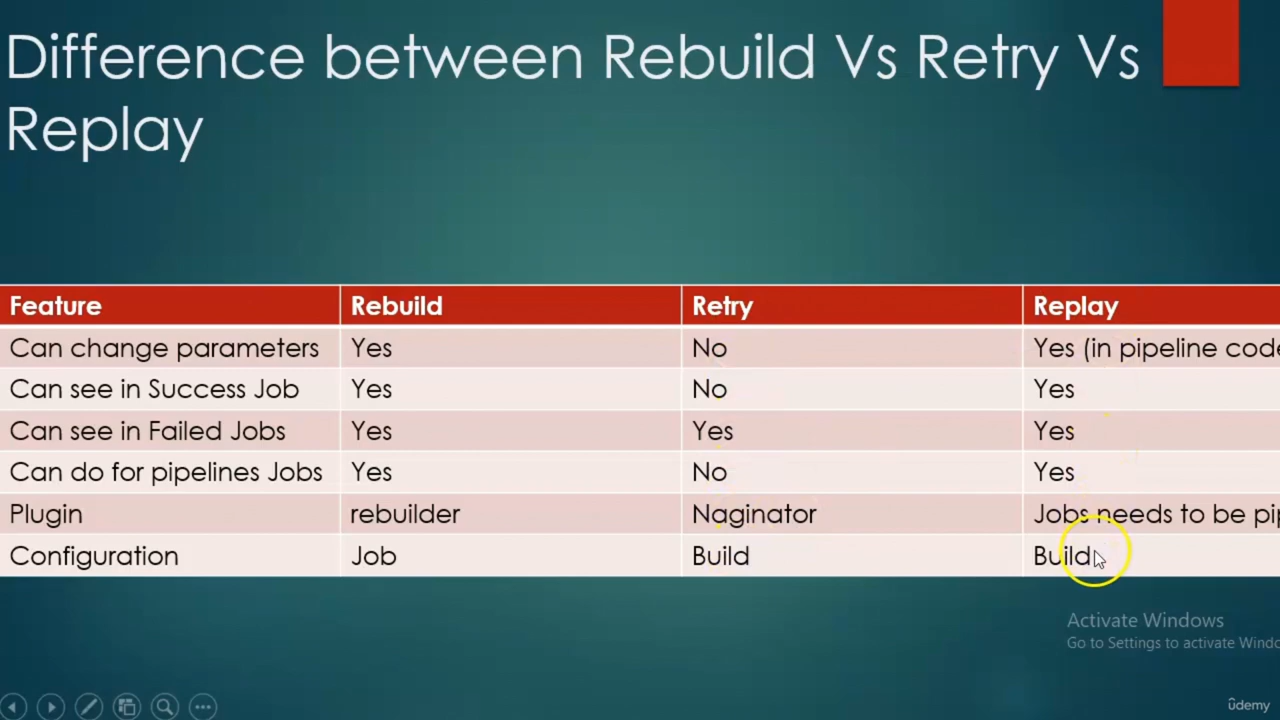 Difference between Rebuild Vs Retry Vs
Replay
Feature Rebuild Retry Replay
Can change parameters Yes No Yes (in pipeline code
Can see in Success Job Yes No Yes
Can see in Failed Jobs Yes Yes Yes
Can do for pipelines Jobs Yes No Yes
Plugin rebuilder Naginator Jobs needs to be pip
Configuration Job Build Build
Activate Windows
Go to Settings to activate Windo
ûdemy